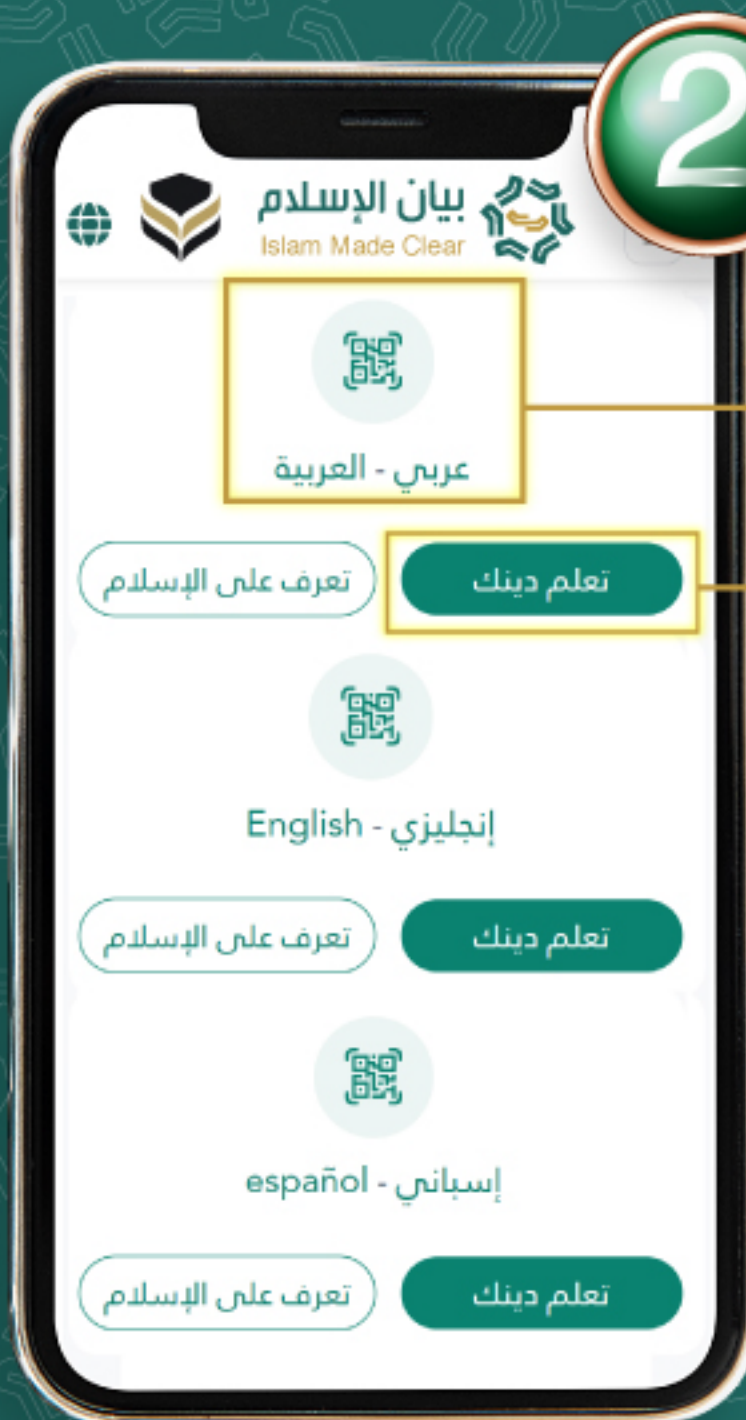 2
بيان الإسلام
Islam Made Clear
عربي - العربية
تعلم دينك
تعرف على الإسلام
إنجليزي - English
تعلم دينك
تعرف على الإسلام
إسباني - español
تعلم دينك
تعرف على الإسلام